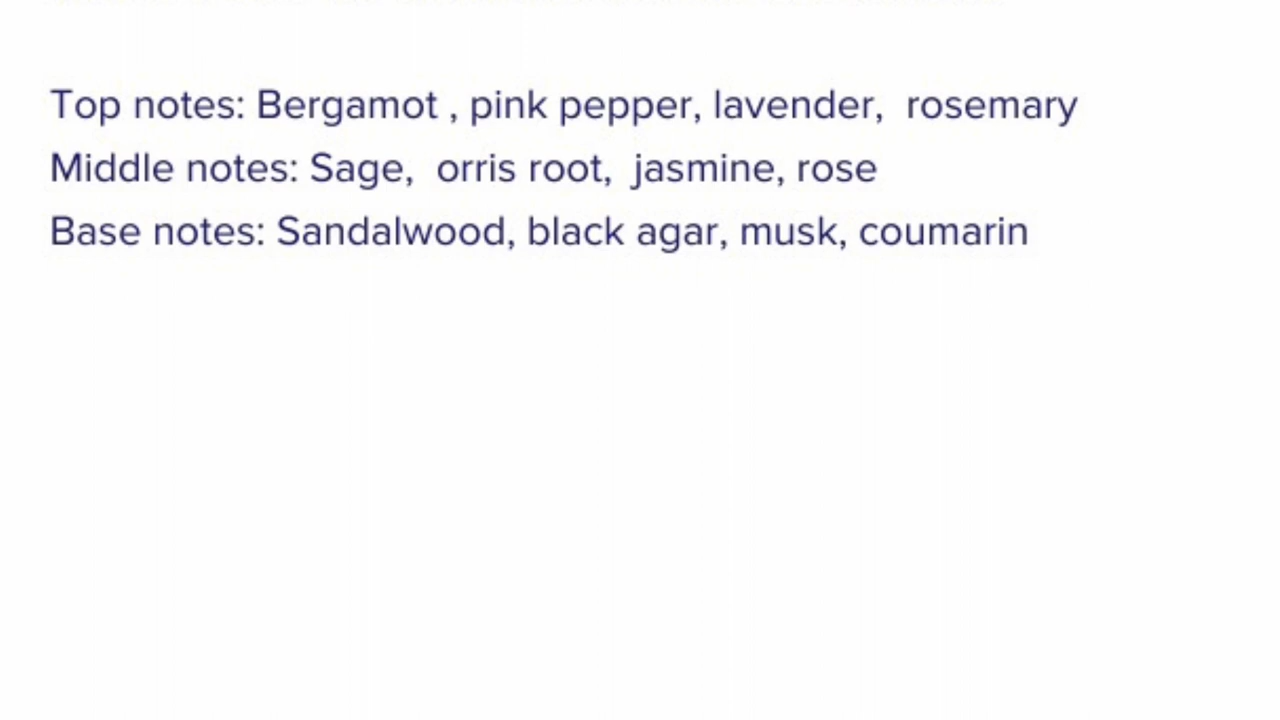 Top notes: Bergamot , pink pepper, lavender,  rosemary
Middle notes: Sage,  orris root,  jasmine, rose
Base notes: Sandalwood, black agar, musk, coumarin